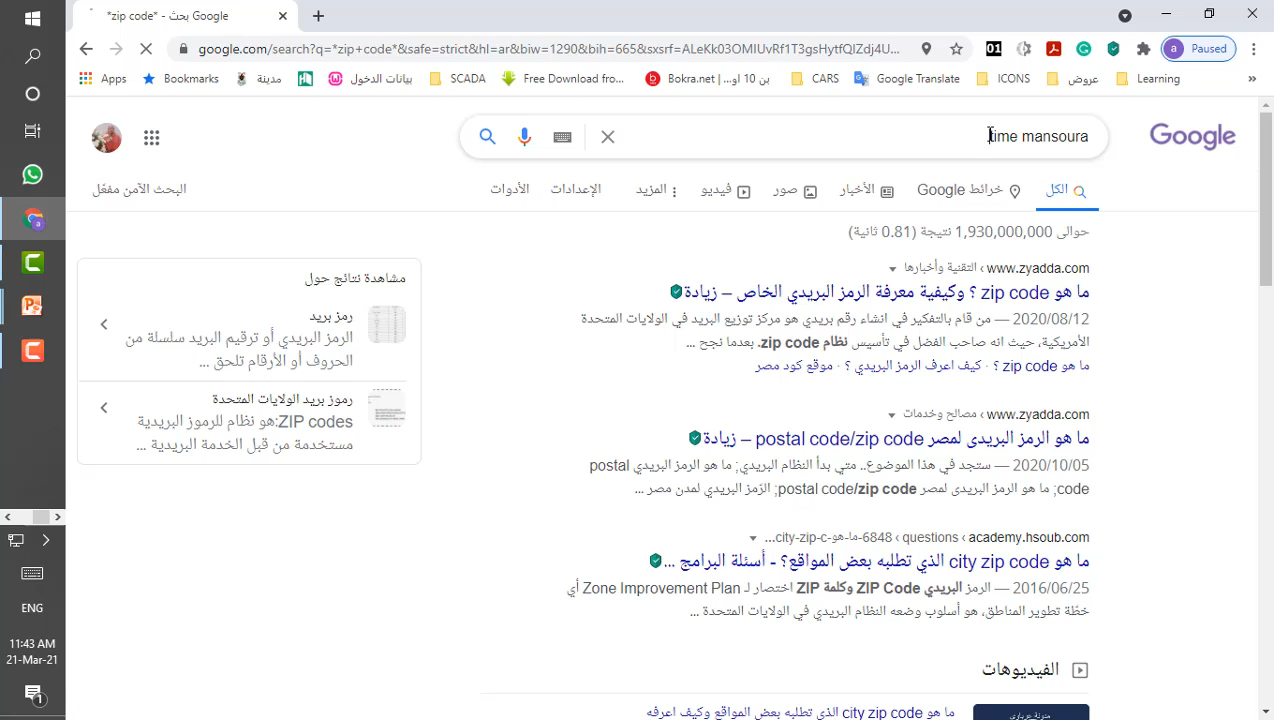 *zip code* - بحث Google
google.com/search?q=*zip+code*&safe=strict&hl=ar&biw=1290&bih=665&sxsrf=ALeKk03OMIUvRf1T3gsHytfQIZdj4U...
Paused
Apps
Bookmarks
مدينة
بيانات الدخول
SCADA
Free Download fro...
Bokra.net | ...بن 10 او
CARS
Google Translate
ICONS
عروض
Learning
time mansoura
Google
الكل
خرائط Google
الأخبار
صور
فيديو
المزيد
الإعدادات
الأدوات
البحث الآمن مفعّل
حوالى 1,930,000,000 نتيجة (0.81 ثانية)
www.zyadda.com › التقنية وأخبارها
ما هو zip code ؟ وكيفية معرفة الرمز البريدي الخاص – زيادة
2020/08/12 — من قام بالتفكير في انشاء رقم بريدي هو مركز توزيع البريد في الولايات المتحدة
الأمريكية، حيث انه صاحب الفضل في تأسيس نظام zip code. بعدما نجح ...
ما هو zip code ؟ · كيف اعرف الرمز البريدي ؟ · موقع كود مصر
www.zyadda.com › مصالح وخدمات
ما هو الرمز البريدى لمصر postal code/zip code – زيادة
2020/10/05 — ستجد في هذا الموضوع.. متي بدأ النظام البريدي; ما هو الرمز البريدي postal
code; ما هو الرمز البريدى لمصر postal code/zip code; الرّمز البريدي لمدن مصر ...
academy.hsoub.com › questions › 6848-ما-هو-city-zip-c...
ما هو city zip code الذي تطلبه بعض المواقع؟ - أسئلة البرامج ...
2016/06/25 — الرمز البريدي ZIP Code وكلمة ZIP اختصار لـ Zone Improvement Plan أي
خطّة تطوير المناطق، هو أسلوب وضعه النظام البريدي في الولايات المتحدة ...
الفيديوهات
ما هو city zip code الذى تطلبه بعض المواقع وكيف اعرفه
مشاهدة نتائج حول
رمز بريد
الرمز البريدي أو ترقيم البريد سلسلة من
الحروف أو الأرقام تلحق ...
رموز بريد الولايات المتحدة
ZIP codes:هو نظام للرموز البريدية
مستخدمة من قبل الخدمة البريدية ...
ENG
11:43 AM
21-Mar-21